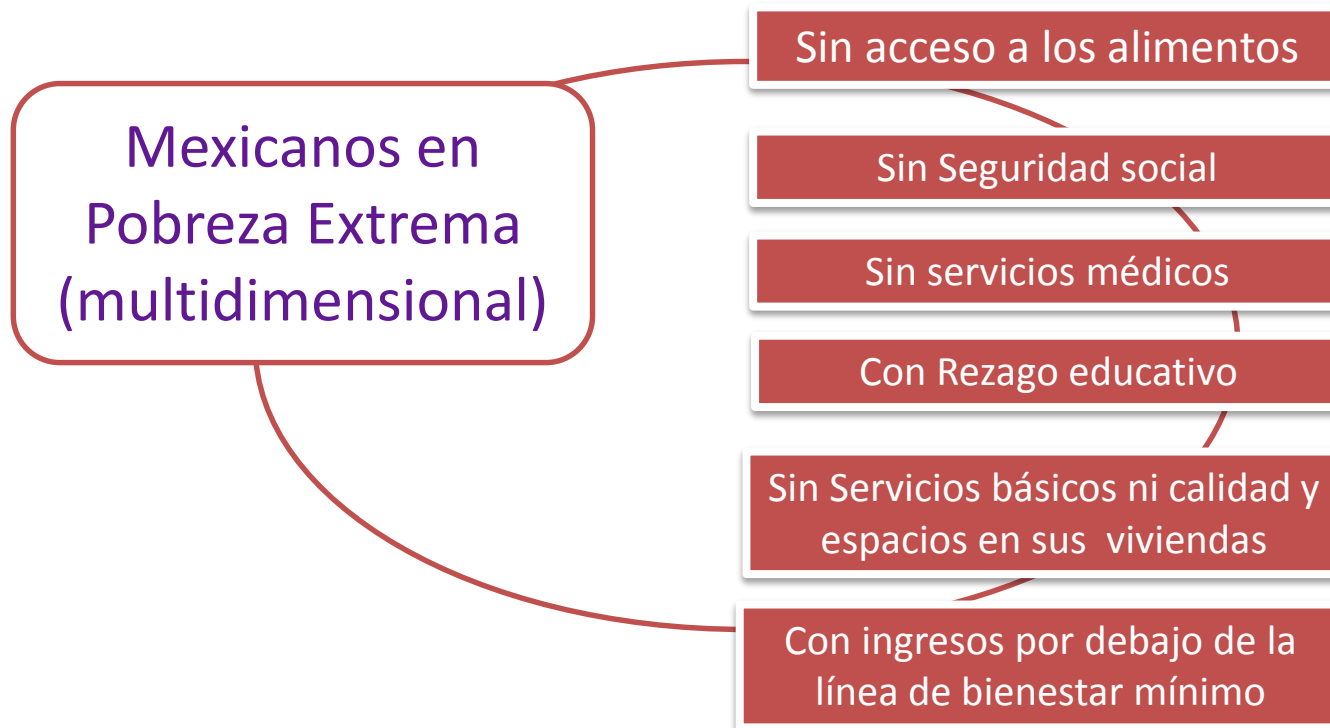 Mexicanos en
Pobreza Extrema
(multidimensional)
Sin acceso a los alimentos
Sin Seguridad social
Sin servicios médicos
Con Rezago educativo
Sin Servicios básicos ni calidad y
espacios en sus viviendas
Con ingresos por debajo de la
línea de bienestar mínimo